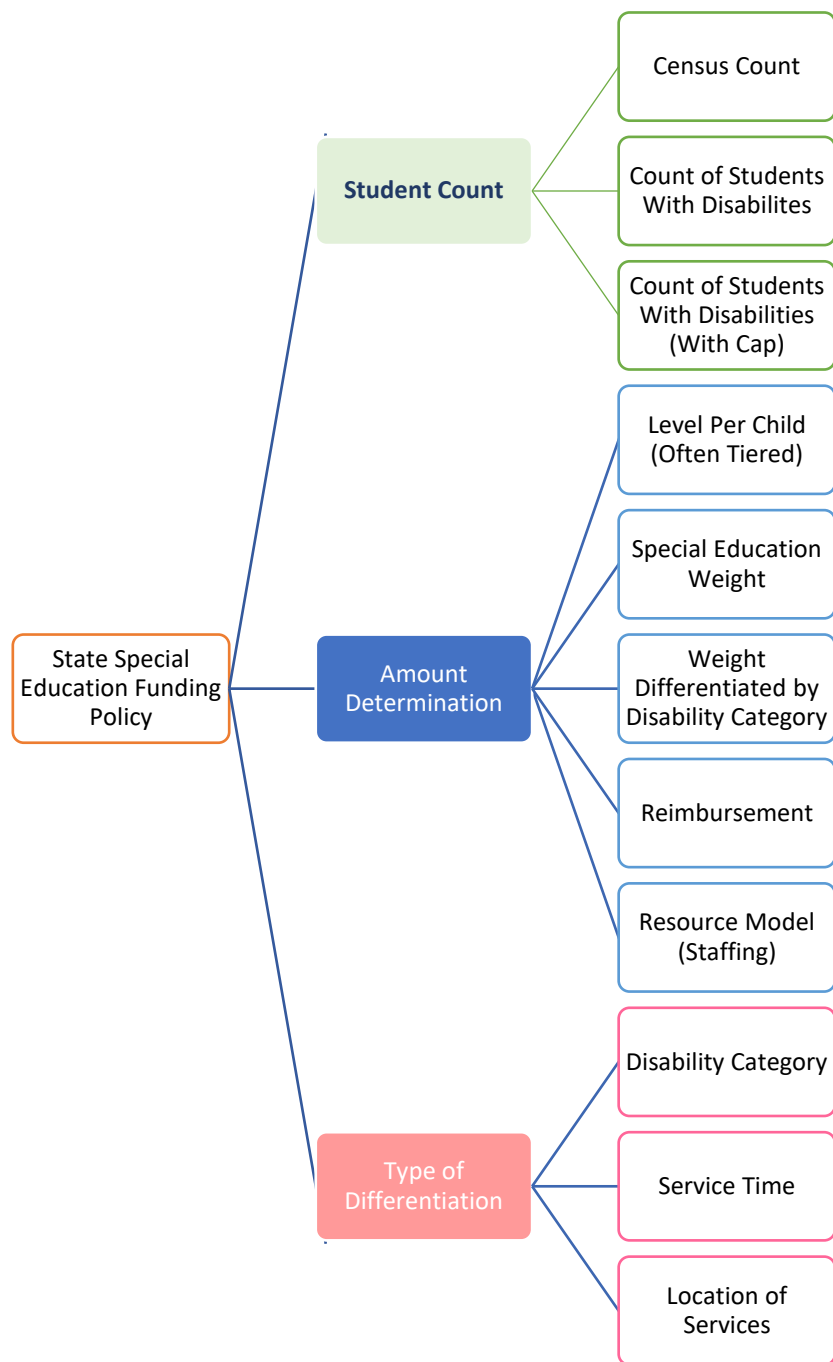 Census Count
Student Count
Count of Students
With Disabilites
Count of Students
With Disabilities
(With Cap)
Level Per Child
(Often Tiered)
Special Education
Weight
State Special
Education Funding
Policy
Amount
Determination
Weight
Differentiated by
Disability Category
Reimbursement
Resource Model
(Staffing)
Disability Category
Type of
Differentiation
Service Time
Location of
Services